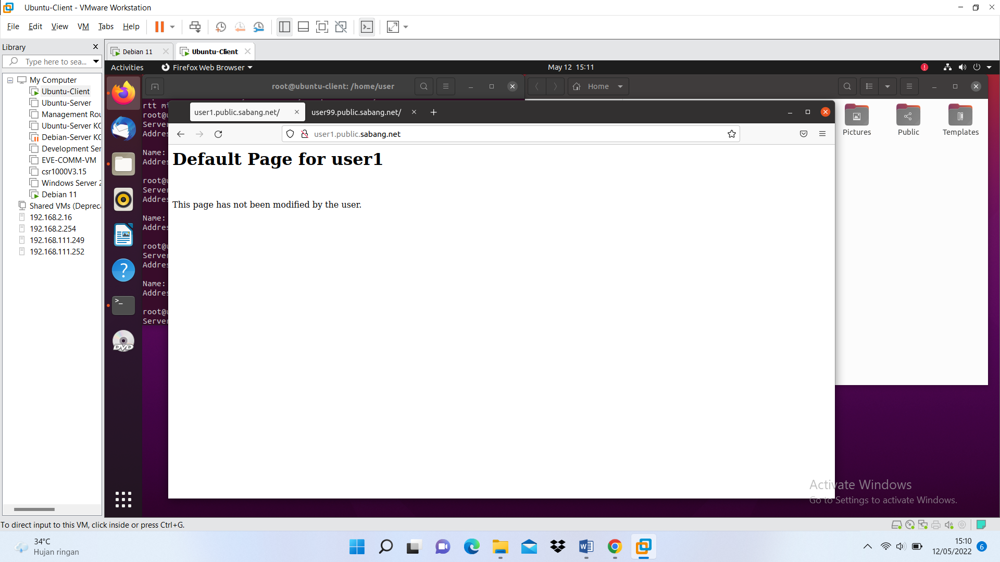 Ubuntu-Client - VMware Workstation
File Edit View VM Tabs Help
Library
Type here to sea...
My Computer
Ubuntu-Client
Ubuntu-Server
Management Rou
Ubuntu-Server KC
Debian-Server KC
Development Ser
EVE-COMM-VM
csr1000V3.15
Windows Server 2
Debian 11
Shared VMs (Depreca
192.168.2.16
192.168.2.254
192.168.111.249
192.168.111.252
Debian 11
Ubuntu-Client
Activities
Firefox Web Browser
May 12 15:11
root@ubuntu-client: /home/user
Home
rtt mi
root@u
Server
Addres
Name:
Addres
root@u
Server
Addres
Name:
Addres
root@u
Server
Addres
Name:
Addres
root@u
Server
user1.public.sabang.net/
user99.public.sabang.net/
user1.public.sabang.net
Default Page for user1
This page has not been modified by the user.
Pictures
Public
Templates
DVD
Activate Windows
Go to Settings to activate Windows.
To direct input to this VM, click inside or press Ctrl+G.
34°C
Hujan ringan
15:10
12/05/2022
6